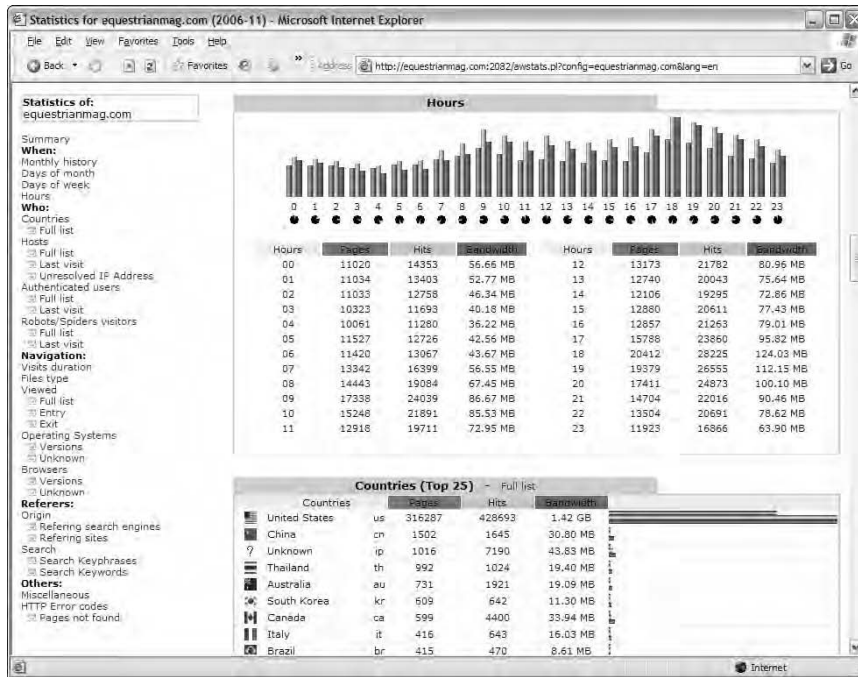 Statistics for equestrianmag.com (2006-11) - Microsoft Internet Explorer
File Edit View Favorites Tools Help
Back Favorites » Address http://equestrianmag.com:2082/awstats.pl?config=equestrianmag.com&lang=en Go
Statistics of:
equestrianmag.com
Summary
When:
Monthly history
Days of month
Days of week
Hours
Who:
Countries
Full list
Hosts
Full list
Last visit
Unresolved IP Address
Authenticated users
Full list
Last visit
Robots/Spiders visitors
Full list
Last visit
Navigation:
Visits duration
Files type
Viewed
Full list
Entry
Exit
Operating Systems
Versions
Unknown
Browsers
Versions
Unknown
Referers:
Origin
Refering search engines
Refering sites
Search
Search Keyphrases
Search Keywords
Others:
Miscellaneous
HTTP Error codes
Pages not found
Hours
0 1 2 3 4 5 6 7 8 9 10 11 12 13 14 15 16 17 18 19 20 21 22 23
Hours Pages Hits Bandwidth Hours Pages Hits Bandwidth
00 11020 14353 56.66 MB 12 13173 21782 80.96 MB
01 11034 13403 52.77 MB 13 12740 20043 75.64 MB
02 11033 12758 46.34 MB 14 12106 19295 72.86 MB
03 10323 11693 40.18 MB 15 12880 20611 77.43 MB
04 10061 11280 36.22 MB 16 12857 21263 79.01 MB
05 11527 12726 42.56 MB 17 15788 23860 95.82 MB
06 11420 13067 43.67 MB 18 20412 28225 124.03 MB
07 13342 16399 56.55 MB 19 19379 26555 112.15 MB
08 14443 19084 67.45 MB 20 17411 24873 100.10 MB
09 17338 24039 86.67 MB 21 14704 22016 90.46 MB
10 15248 21891 85.53 MB 22 13504 20691 78.62 MB
11 12918 19711 72.95 MB 23 11923 16866 63.90 MB
Countries (Top 25) - Full list
Countries Pages Hits Bandwidth
United States us 316287 428693 1.42 GB
China cn 1502 1645 30.80 MB
? Unknown ip 1016 7190 43.83 MB
Thailand th 992 1024 19.40 MB
Australia au 731 1921 19.09 MB
South Korea kr 609 642 11.30 MB
Canada ca 599 4400 33.94 MB
Italy it 416 643 16.03 MB
Brazil br 415 470 8.61 MB
Internet